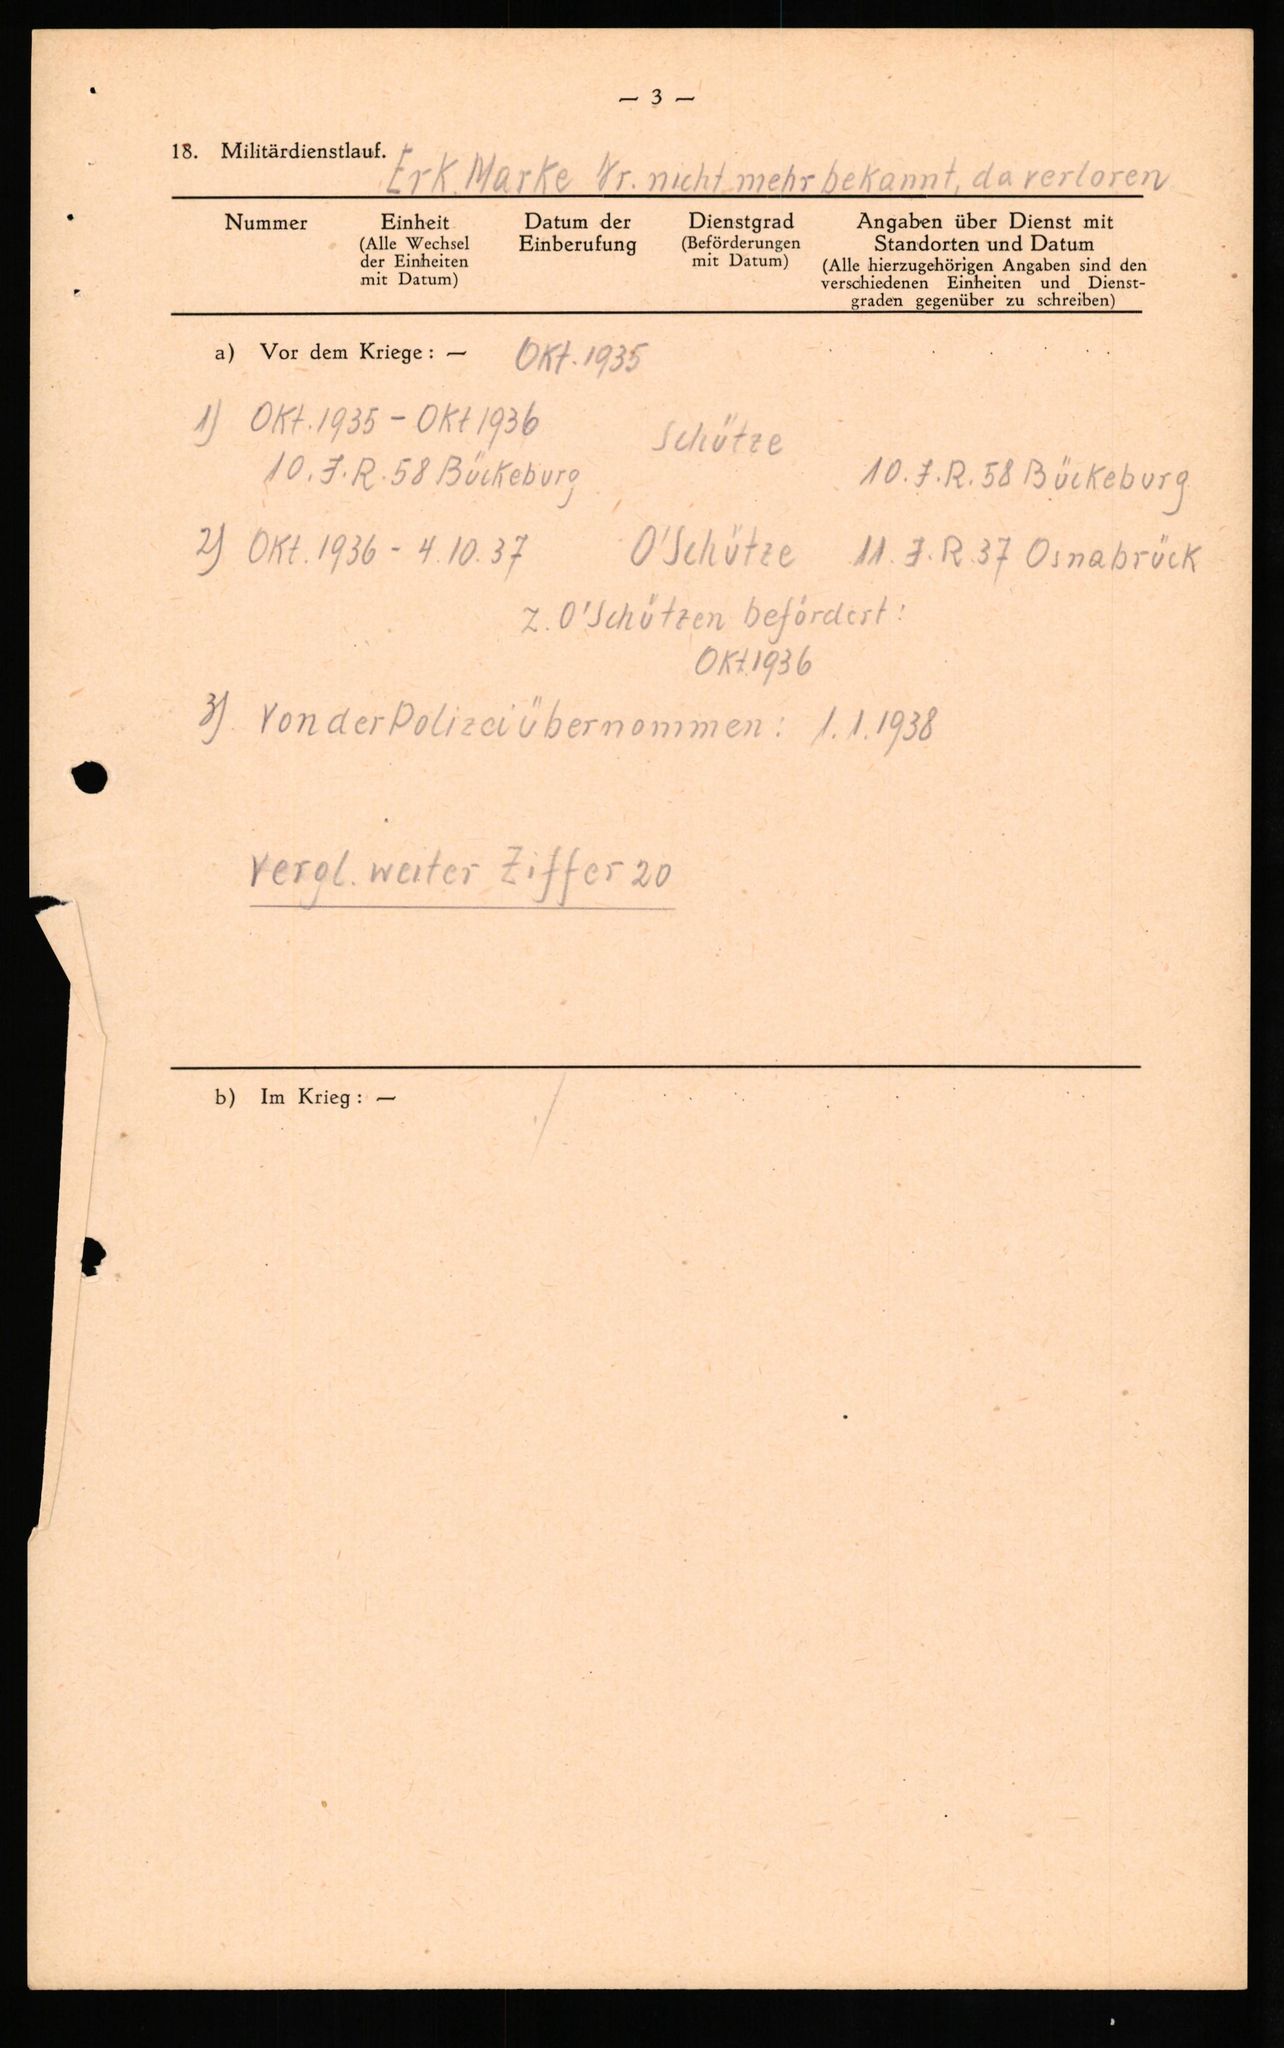 — 3 —
18. Militärdienstlauf. Erk. Marke Nr. nicht mehr bekannt, da verloren
Nummer Einheit Datum der Dienstgrad Angaben über Dienst mit
(Alle Wechsel Einberufung (Beförderungen Standorten und Datum
der Einheiten mit Datum) (Alle hierzugehörigen Angaben sind den
mit Datum) verschiedenen Einheiten und Dienst-
graden gegenüber zu schreiben)
a) Vor dem Kriege : — Okt. 1935
1) Okt. 1935 - Okt 1936 Schütze
10. J.R. 58 Bückeburg 10. J.R. 58 Bückeburg
2) Okt. 1936 - 4.10.37 O'Schütze 11. J.R. 37 Osnabrück
z. O'Schützen befördert:
Okt. 1936
3) Von der Polizei übernommen: 1.1.1938
Vergl. weiter Ziffer 20
b) Im Krieg : — /